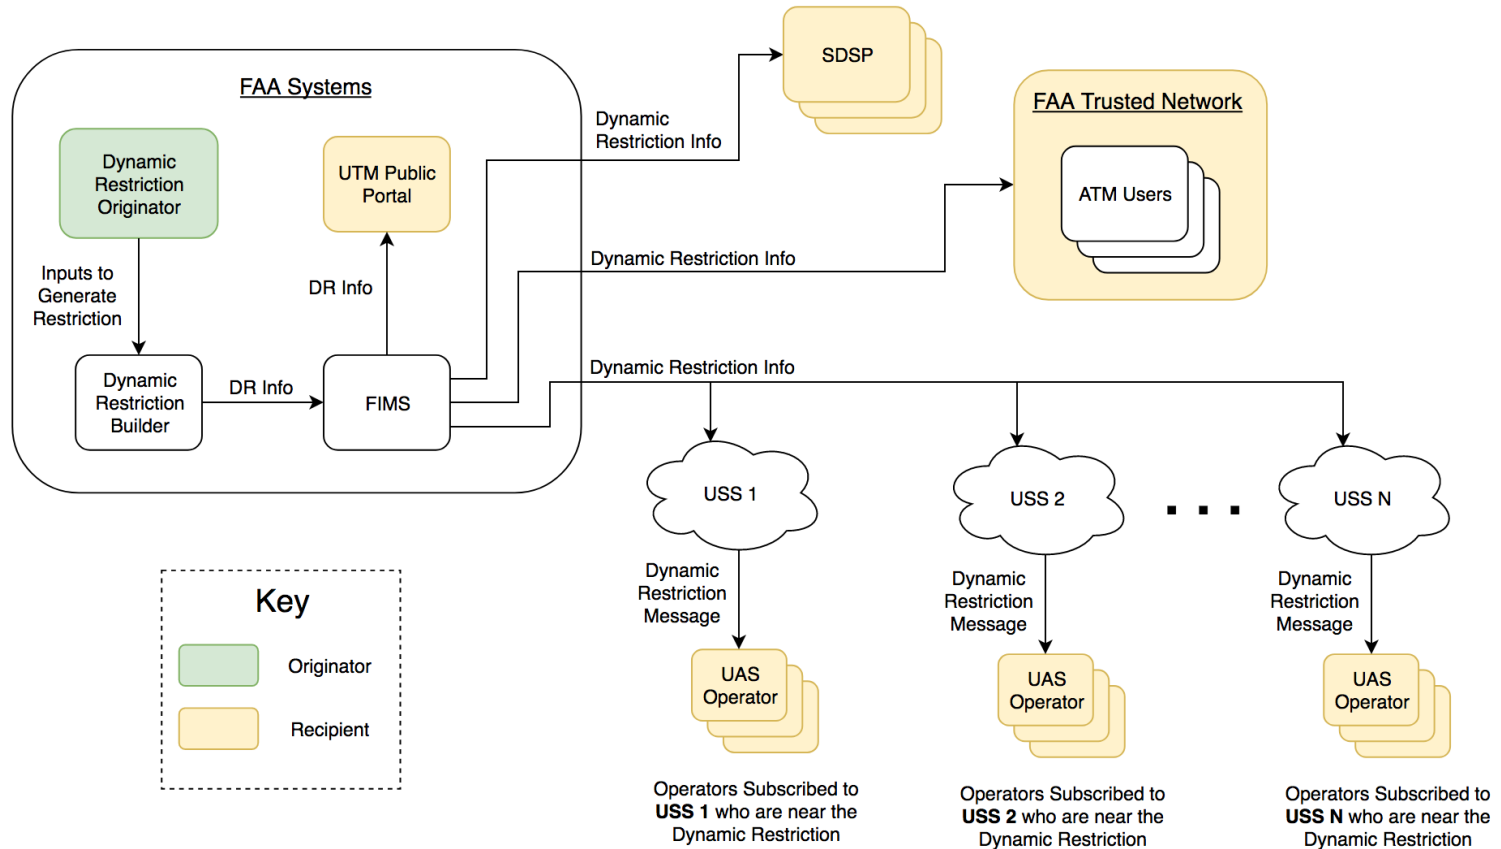 FAA Systems
Dynamic
Restriction
Originator
UTM Public
Portal
Inputs to
Generate
Restriction
DR Info
Dynamic
Restriction
Builder
DR Info
FIMS
Dynamic
Restriction Info
SDSP
FAA Trusted Network
ATM Users
Dynamic Restriction Info
Dynamic Restriction Info
USS 1
USS 2
. . .
USS N
Dynamic
Restriction
Message
Dynamic
Restriction
Message
Dynamic
Restriction
Message
UAS
Operator
UAS
Operator
UAS
Operator
Operators Subscribed to
USS 1 who are near the
Dynamic Restriction
Operators Subscribed to
USS 2 who are near the
Dynamic Restriction
Operators Subscribed to
USS N who are near the
Dynamic Restriction
Key
Originator
Recipient